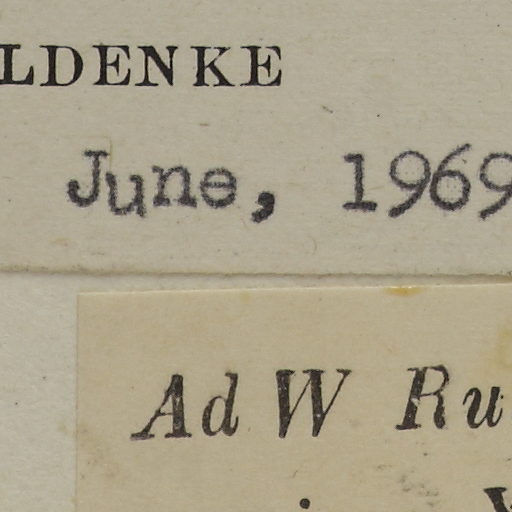 LDENKE
June, 1969
Ad W Ru